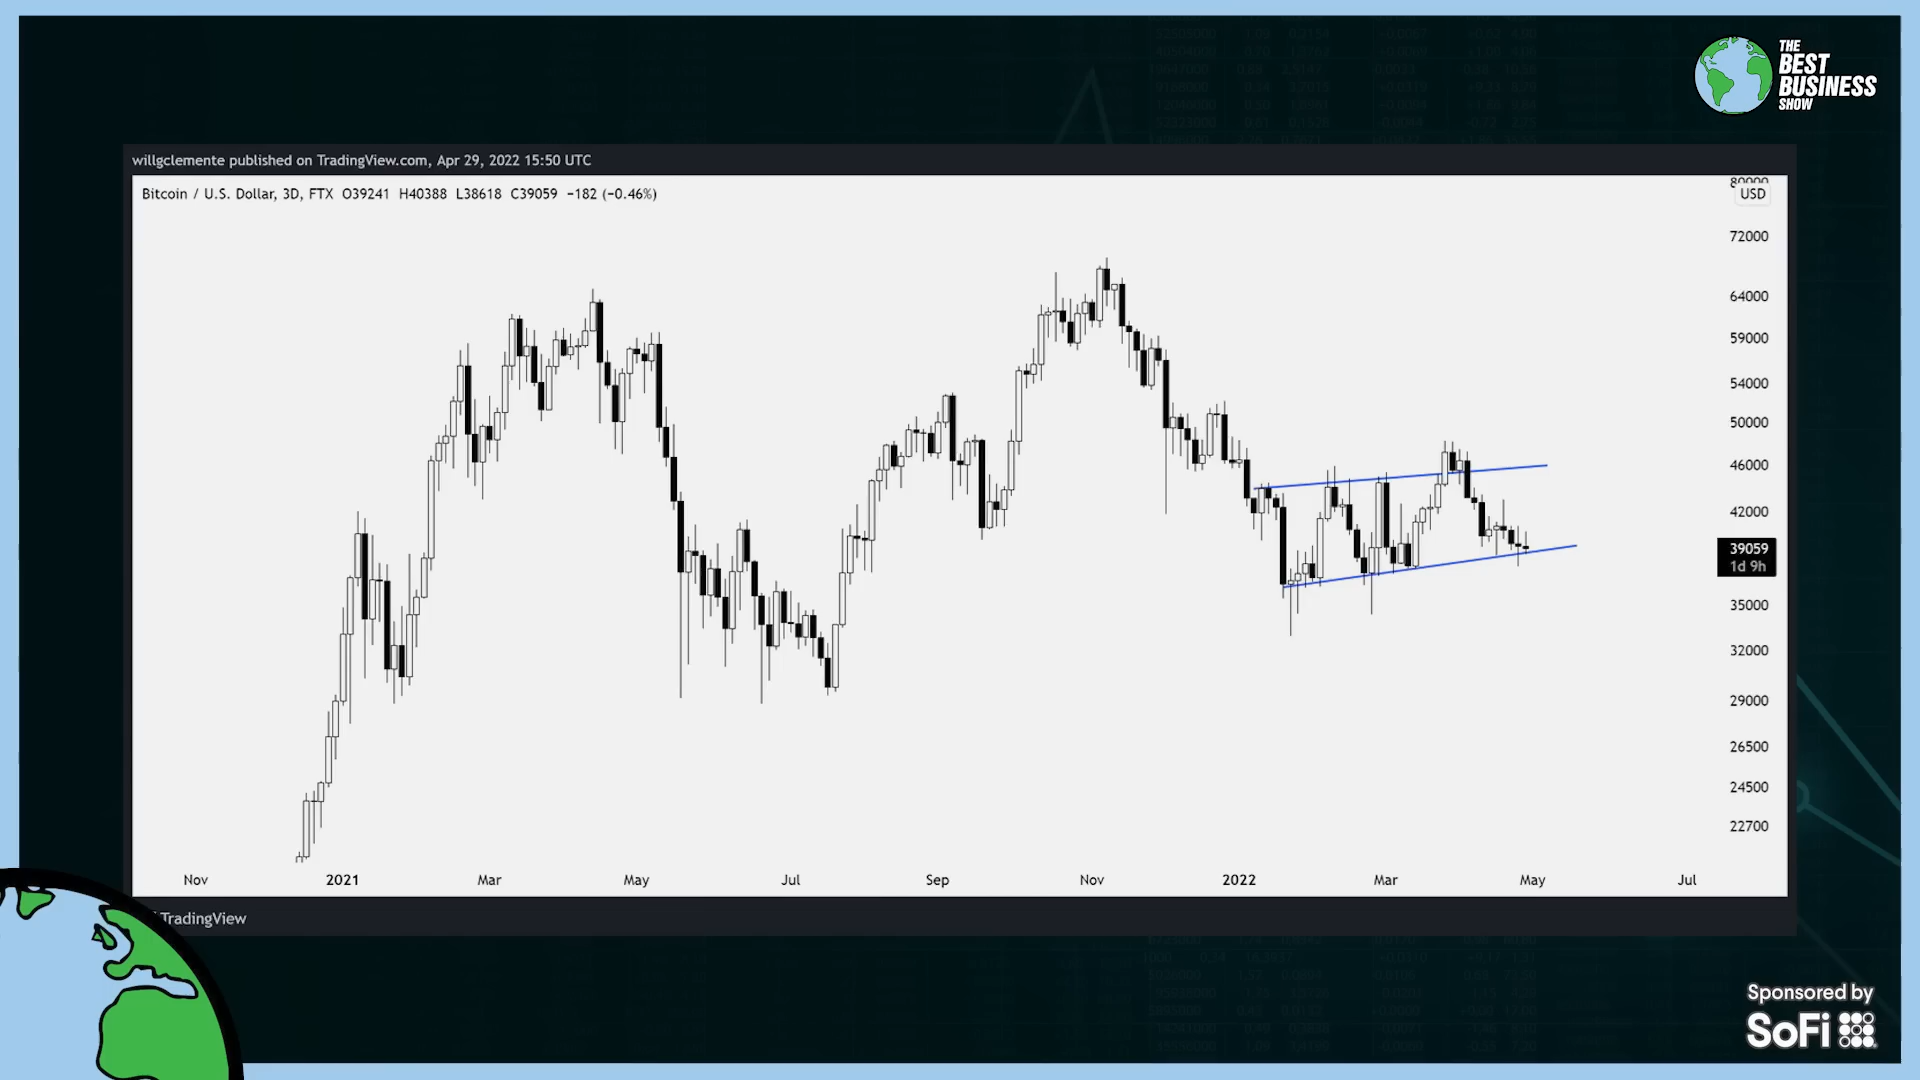 THE
BEST
BUSINESS
SHOW
willgclemente published on TradingView.com, Apr 29, 2022 15:50 UTC
Bitcoin / U.S. Dollar, 3D, FTX O39241 H40388 L38618 C39059 −182 (−0.46%)
80000
USD
72000
64000
59000
54000
50000
46000
42000
39059
1d 9h
35000
32000
29000
26500
24500
22700
Nov 2021 Mar May Jul Sep Nov 2022 Mar May Jul
TradingView
Sponsored by
SoFi